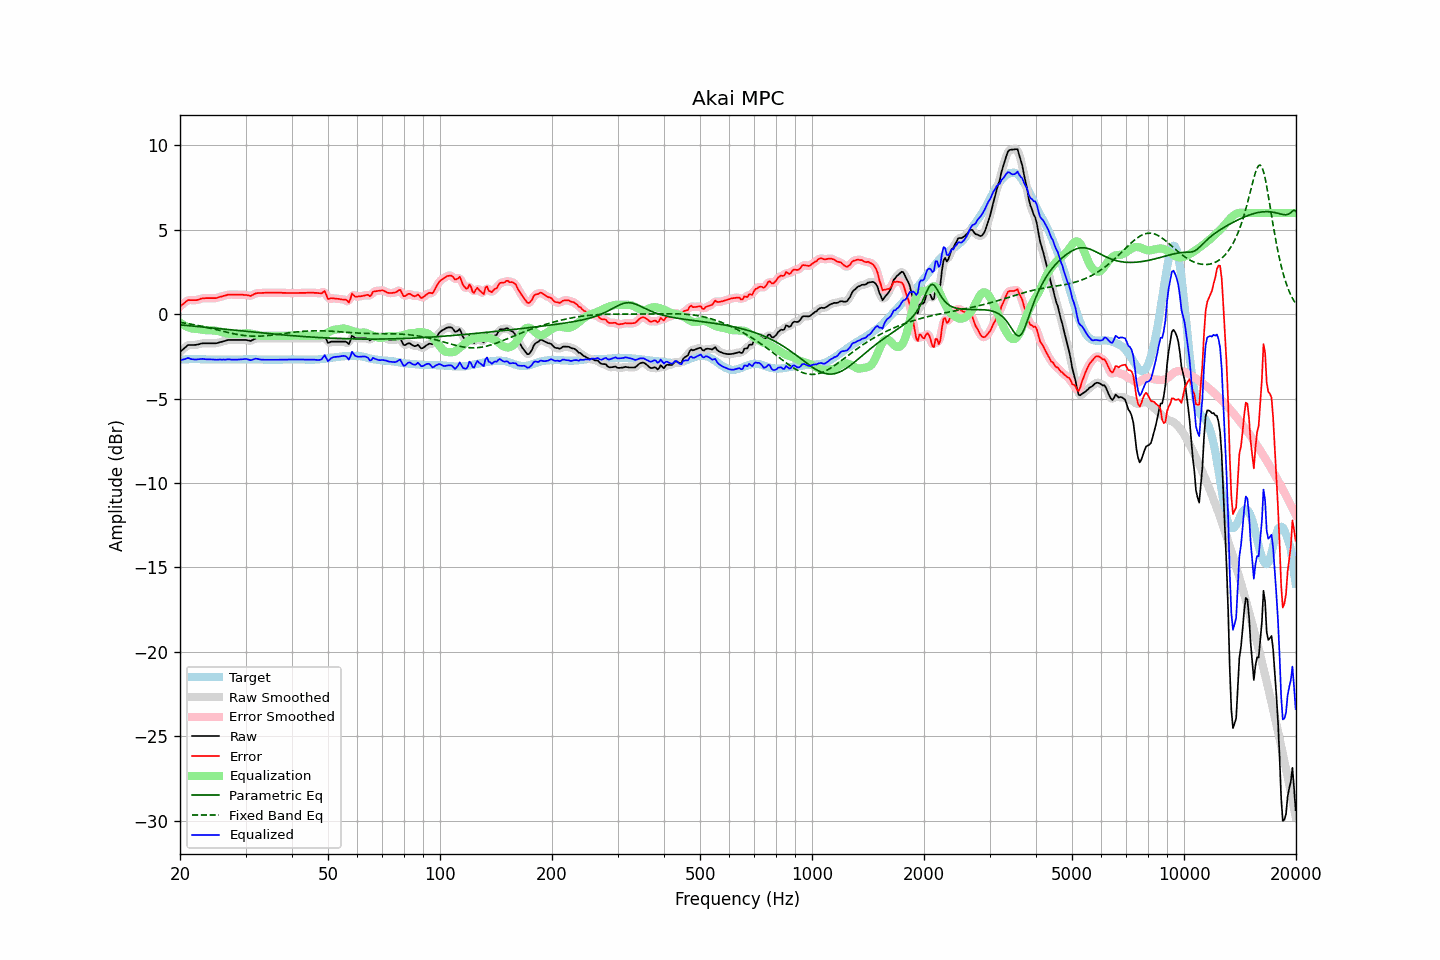 Akai MPC
Amplitude (dBr)
10
5
0
−5
−10
−15
−20
−25
−30
Target
Raw Smoothed
Error Smoothed
Raw
Error
Equalization
Parametric Eq
Fixed Band Eq
Equalized
20 50 100 200 500 1000 2000 5000 10000 20000
Frequency (Hz)